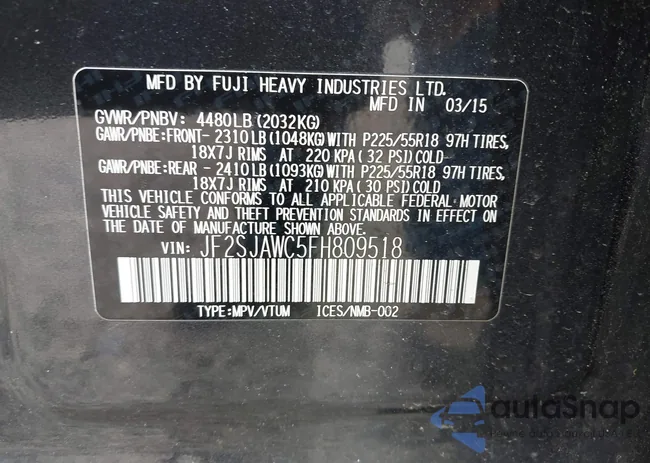 MFD BY FUJI HEAVY INDUSTRIES LTD.
MFD IN 03/15
GVWR/PNBV: 4480LB (2032KG)
GAWR/PNBE:FRONT- 2310LB (1048KG) WITH P225/55R18 97H TIRES,
18X7J RIMS AT 220 KPA (32 PSI) COLD
GAWR/PNBE:REAR - 2410LB (1093KG) WITH P225/55R18 97H TIRES,
18X7J RIMS AT 210 KPA (30 PSI) COLD
THIS VEHICLE CONFORMS TO ALL APPLICABLE FEDERAL MOTOR
VEHICLE SAFETY AND THEFT PREVENTION STANDARDS IN EFFECT ON
THE DATE OF MANUFACTURE SHOWN ABOVE.
VIN: JF2SJAWC5FH809518
TYPE:MPV/VTUM ICES/NMB-002
autoSnap